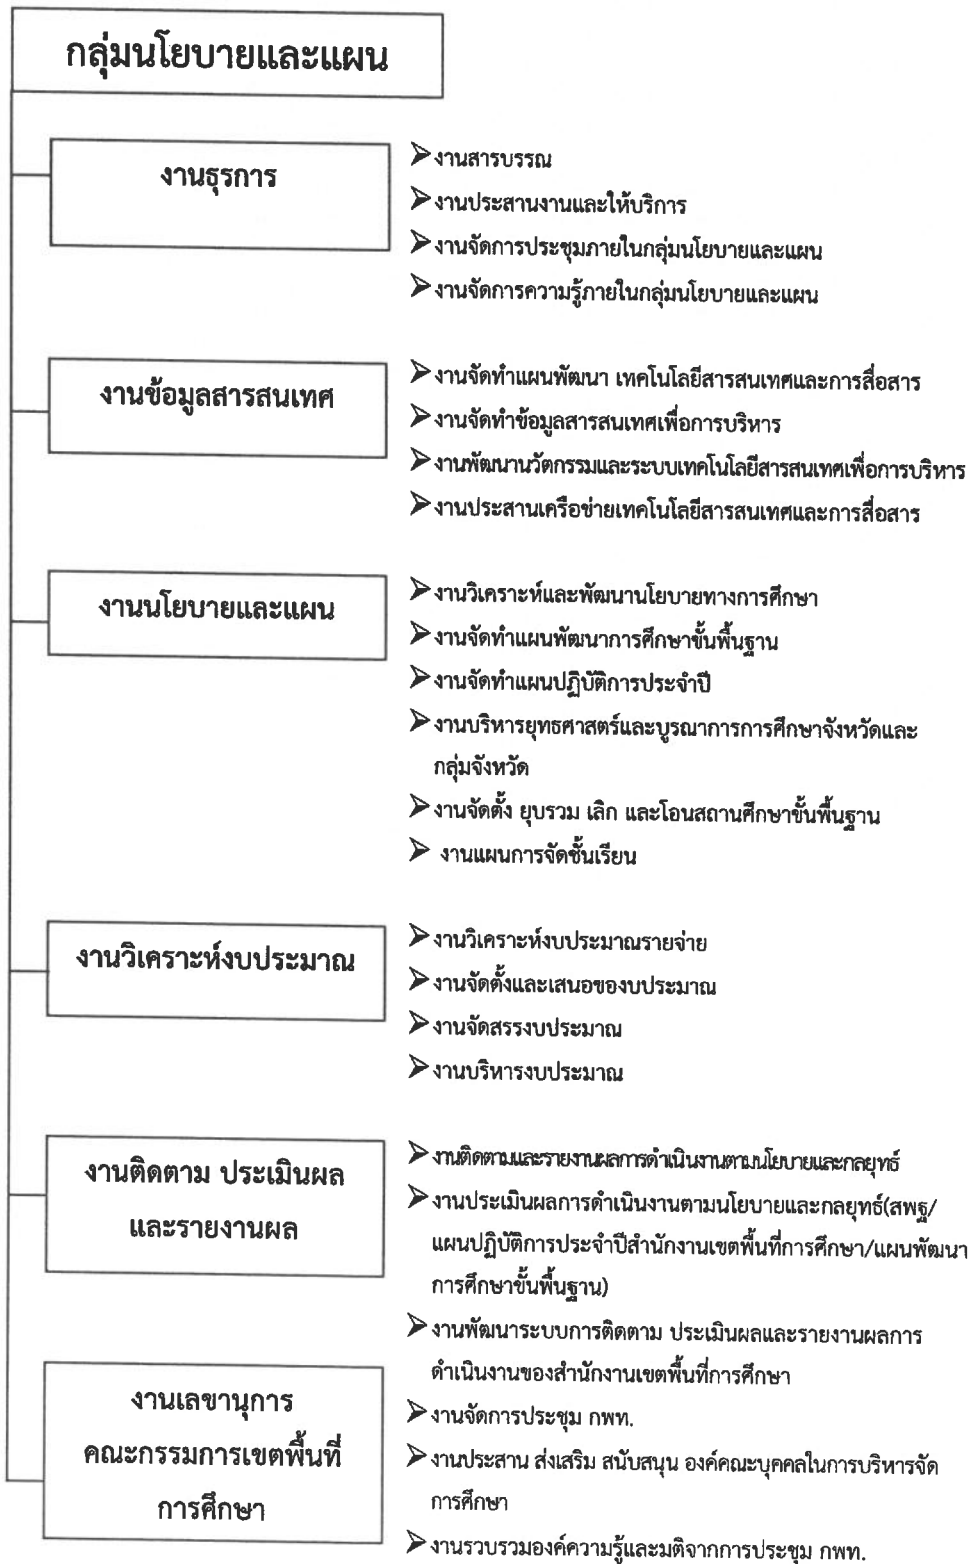 กลุ่มนโยบายและแผน
งานธุรการ
➢งานสารบรรณ
➢งานประสานงานและให้บริการ
➢งานจัดการประชุมภายในกลุ่มนโยบายและแผน
➢งานจัดการความรู้ภายในกลุ่มนโยบายและแผน
งานข้อมูลสารสนเทศ
➢งานจัดทำแผนพัฒนา เทคโนโลยีสารสนเทศและการสื่อสาร
➢งานจัดทำข้อมูลสารสนเทศเพื่อการบริหาร
➢งานพัฒนานวัตกรรมและระบบเทคโนโลยีสารสนเทศเพื่อการบริหาร
➢งานประสานเครือข่ายเทคโนโลยีสารสนเทศและการสื่อสาร
งานนโยบายและแผน
➢งานวิเคราะห์และพัฒนานโยบายทางการศึกษา
➢งานจัดทำแผนพัฒนาการศึกษาขั้นพื้นฐาน
➢งานจัดทำแผนปฏิบัติการประจำปี
➢งานบริหารยุทธศาสตร์และบูรณาการการศึกษาจังหวัดและ
กลุ่มจังหวัด
➢งานจัดตั้ง ยุบรวม เลิก และโอนสถานศึกษาขั้นพื้นฐาน
➢ งานแผนการจัดชั้นเรียน
งานวิเคราะห์งบประมาณ
➢งานวิเคราะห์งบประมาณรายจ่าย
➢งานจัดตั้งและเสนอของบประมาณ
➢งานจัดสรรงบประมาณ
➢งานบริหารงบประมาณ
งานติดตาม ประเมินผล
และรายงานผล
➢งานติดตามและรายงานผลการดำเนินงานตามนโยบายและกลยุทธ์
➢งานประเมินผลการดำเนินงานตามนโยบายและกลยุทธ์(สพฐ/
แผนปฏิบัติการประจำปีสำนักงานเขตพื้นที่การศึกษา/แผนพัฒนา
การศึกษาขั้นพื้นฐาน)
➢งานพัฒนาระบบการติดตาม ประเมินผลและรายงานผลการ
ดำเนินงานของสำนักงานเขตพื้นที่การศึกษา
งานเลขานุการ
คณะกรรมการเขตพื้นที่
การศึกษา
➢งานจัดการประชุม กพท.
➢งานประสาน ส่งเสริม สนับสนุน องค์คณะบุคคลในการบริหารจัด
การศึกษา
➢งานรวบรวมองค์ความรู้และมติจากการประชุม กพท.